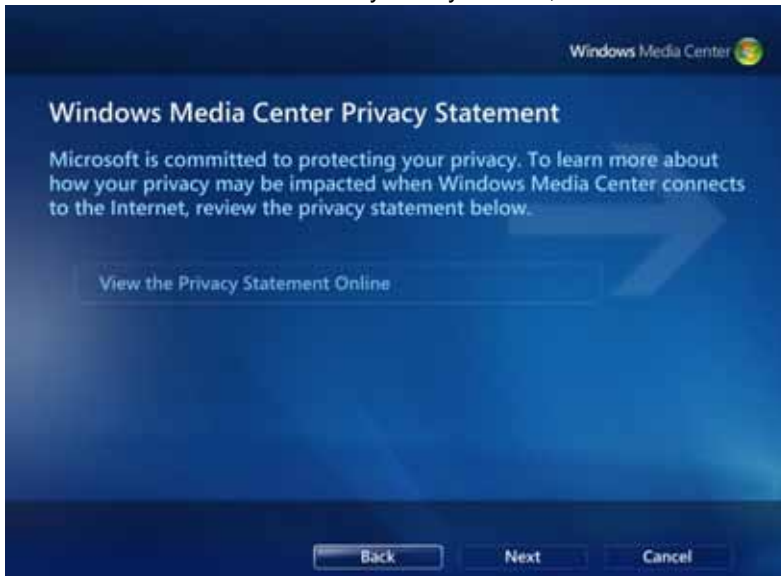 Windows Media Center
Windows Media Center Privacy Statement
Microsoft is committed to protecting your privacy. To learn more about
how your privacy may be impacted when Windows Media Center connects
to the Internet, review the privacy statement below.
View the Privacy Statement Online
Back Next Cancel